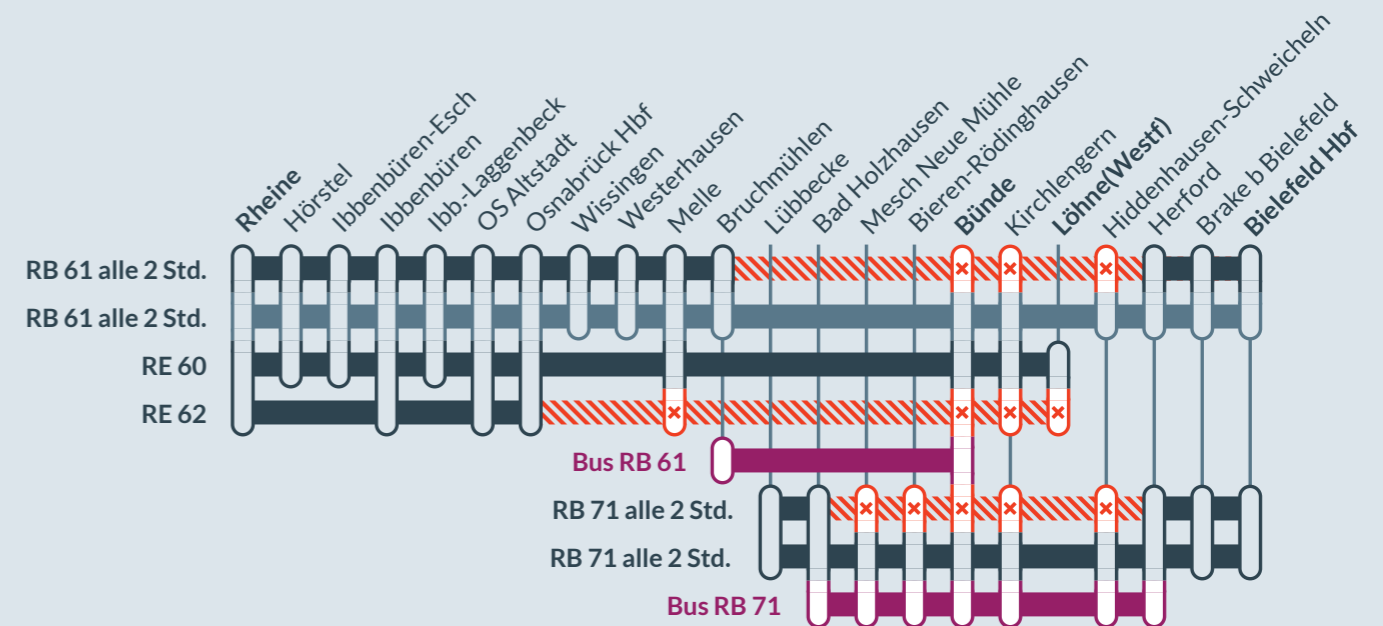 Rheine
Hörstel
Ibbenbüren-Esch
Ibbenbüren
Ibb-Laggenbeck
OS Altstadt
Osnabrück Hbf
Wissingen
Westerhausen
Melle
Bruchmühlen
Lübbecke
Bad Holzhausen
Mesch Neue Mühle
Bieren-Rödinghausen
Bünde
Kirchlengern
Löhne(Westf)
Hiddenhausen-Schweicheln
Herford
Brake b Bielefeld
Bielefeld Hbf
RB 61 alle 2 Std.
RB 61 alle 2 Std.
RE 60
RE 62
Bus RB 61
RB 71 alle 2 Std.
RB 71 alle 2 Std.
Bus RB 71